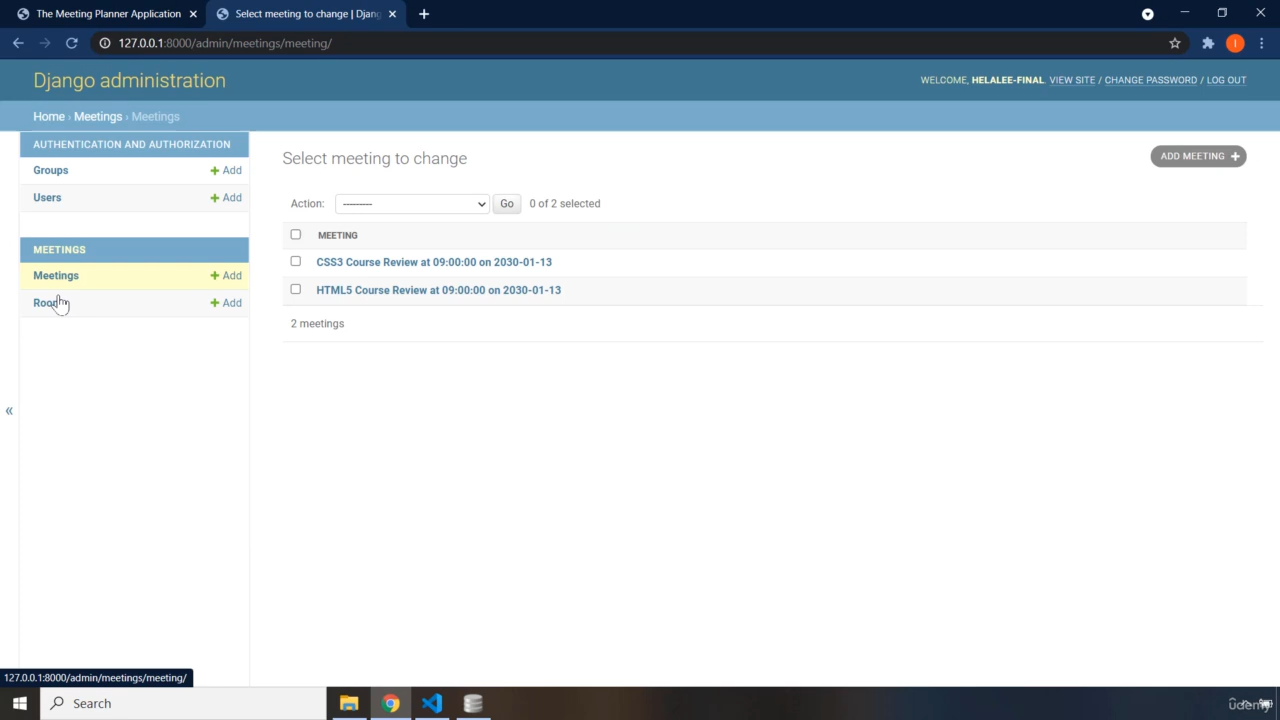 The Meeting Planner Application
Select meeting to change | Djang
127.0.0.1:8000/admin/meetings/meeting/
Django administration
WELCOME, HELALEE-FINAL. VIEW SITE / CHANGE PASSWORD / LOG OUT
Home › Meetings › Meetings
AUTHENTICATION AND AUTHORIZATION
Groups + Add
Users + Add
MEETINGS
Meetings + Add
+ Add
«
Select meeting to change
ADD MEETING +
Action: --------- Go 0 of 2 selected
MEETING
CSS3 Course Review at 09:00:00 on 2030-01-13
HTML5 Course Review at 09:00:00 on 2030-01-13
2 meetings
127.0.0.1:8000/admin/meetings/meeting/
Search
udemy